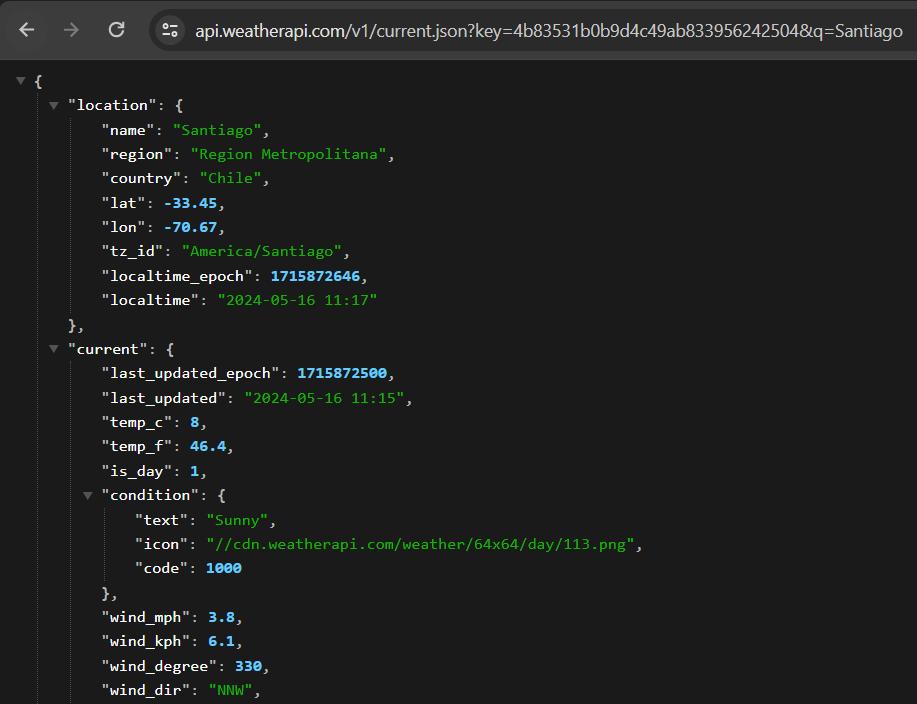 api.weatherapi.com/v1/current.json?key=4b83531b0b9d4c49ab833956242504&q=Santiago
{
"location": {
"name": "Santiago",
"region": "Region Metropolitana",
"country": "Chile",
"lat": -33.45,
"lon": -70.67,
"tz_id": "America/Santiago",
"localtime_epoch": 1715872646,
"localtime": "2024-05-16 11:17"
},
"current": {
"last_updated_epoch": 1715872500,
"last_updated": "2024-05-16 11:15",
"temp_c": 8,
"temp_f": 46.4,
"is_day": 1,
"condition": {
"text": "Sunny",
"icon": "//cdn.weatherapi.com/weather/64x64/day/113.png",
"code": 1000
},
"wind_mph": 3.8,
"wind_kph": 6.1,
"wind_degree": 330,
"wind_dir": "NNW",